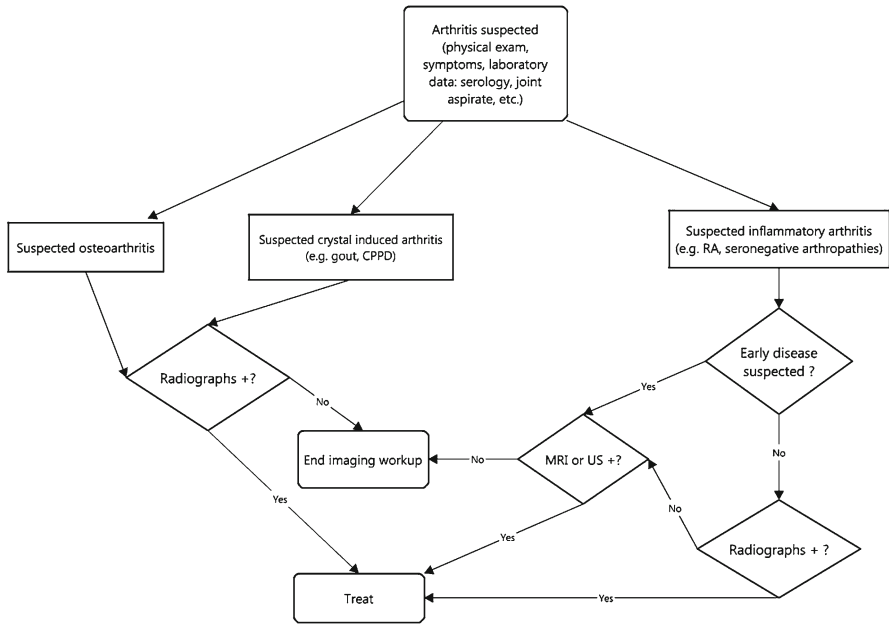 Arthritis suspected
(physical exam,
symptoms, laboratory
data: serology, joint
aspirate, etc.)
Suspected osteoarthritis
Suspected crystal induced arthritis
(e.g. gout, CPPD)
Suspected inflammatory arthritis
(e.g. RA, seronegative arthropathies)
Radiographs +?
Early disease
suspected ?
Yes
No
End imaging workup
No
MRI or US +?
No
Yes
No
Yes
Radiographs + ?
Treat
Yes